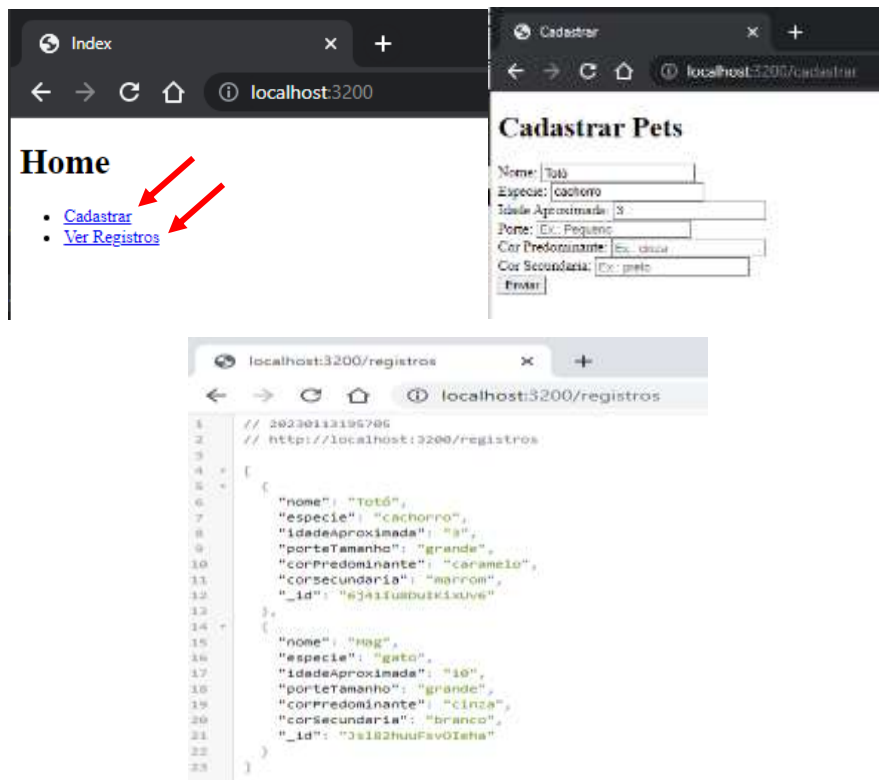 Index
localhost:3200
Home
Cadastrar
Ver Registros
Cadastrar
localhost:3200/cadastrar
Cadastrar Pets
Nome: Totó
Especie: cachorro
Idade Aproximada: 3
Porte: Ex.: Pequeno
Cor Predominante: Ex.: cinza
Cor Secundaria: Ex.: preto
Enviar
localhost:3200/registros
localhost:3200/registros
1 // 20230113195706
2 // http://localhost:3200/registros
3
4 [
5 {
6 "nome": "Totó",
7 "especie": "cachorro",
8 "idadeAproximada": "3",
9 "porteTamanho": "grande",
10 "corPredominante": "caramelo",
11 "corSecundaria": "marrom",
12 "_id":
13 },
14 {
15 "nome": "Mag",
16 "especie": "gato",
17 "idadeAproximada": "10",
18 "porteTamanho": "grande",
19 "corPredominante": "cinza",
20 "corSecundaria": "branco",
21 "_id":
22 }
23 ]